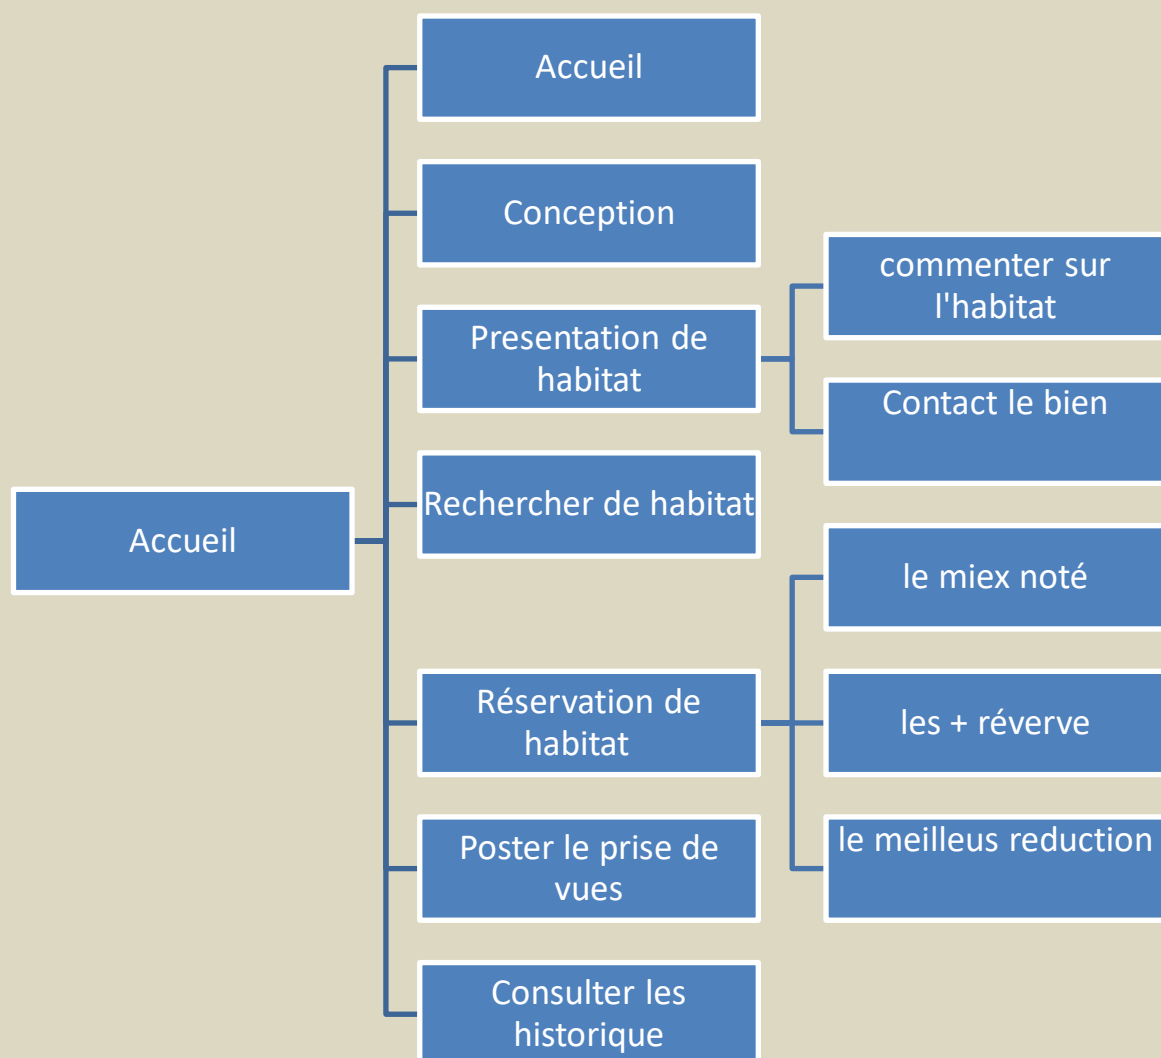 Accueil
Accueil
Conception
Presentation de
habitat
commenter sur
l'habitat
Contact le bien
Rechercher de habitat
Réservation de
habitat
le miex noté
les + réverve
le meilleus reduction
Poster le prise de
vues
Consulter les
historique